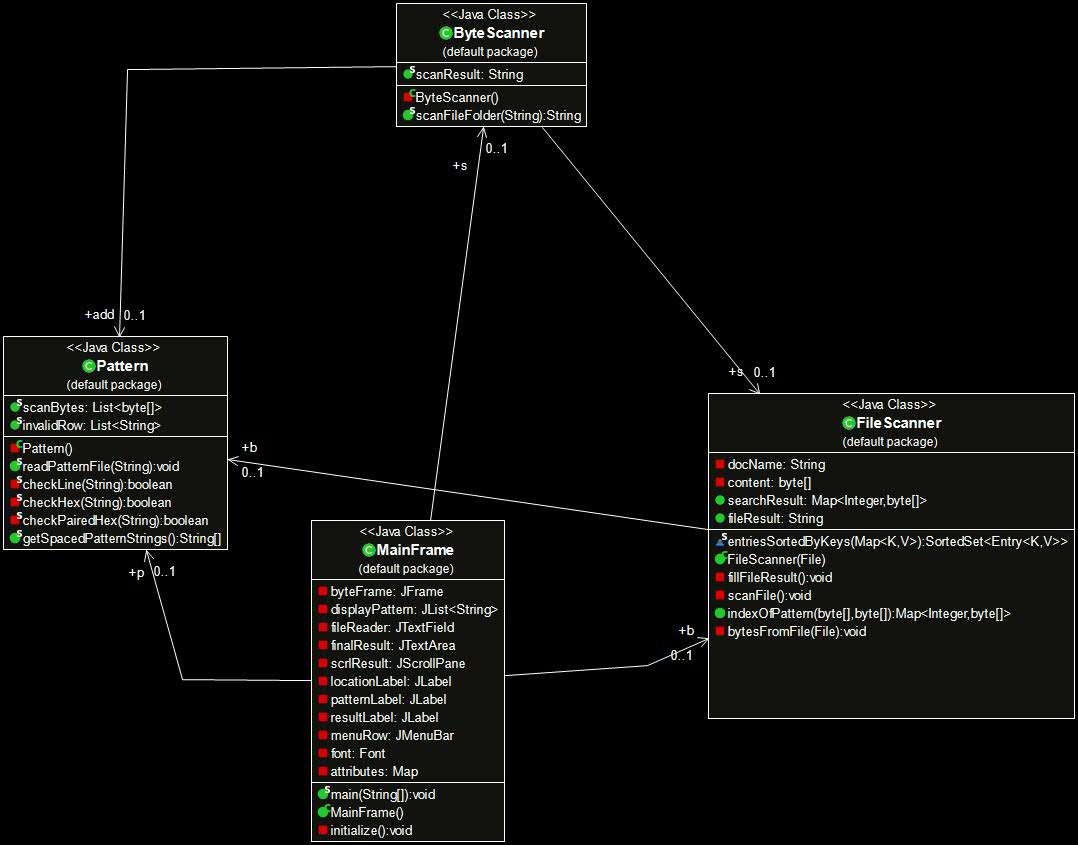 <<Java Class>>
ByteScanner
(default package)
scanResult: String
ByteScanner()
scanFileFolder(String):String
0..1
+s
+add 0..1
+s 0..1
<<Java Class>>
Pattern
(default package)
scanBytes: List<byte[]>
invalidRow: List<String>
Pattern()
readPatternFile(String):void
checkLine(String):boolean
checkHex(String):boolean
checkPairedHex(String):boolean
getSpacedPatternStrings():String[]
+b
0..1
+p 0..1
<<Java Class>>
FileScanner
(default package)
docName: String
content: byte[]
searchResult: Map<Integer,byte[]>
fileResult: String
entriesSortedByKeys(Map<K,V>):SortedSet<Entry<K,V>>
FileScanner(File)
fillFileResult():void
scanFile():void
indexOfPattern(byte[],byte[]):Map<Integer,byte[]>
bytesFromFile(File):void
+b
0..1
<<Java Class>>
MainFrame
(default package)
byteFrame: JFrame
displayPattern: JList<String>
fileReader: JTextField
finalResult: JTextArea
scrlResult: JScrollPane
locationLabel: JLabel
patternLabel: JLabel
resultLabel: JLabel
menuRow: JMenuBar
font: Font
attributes: Map
main(String[]):void
MainFrame()
initialize():void